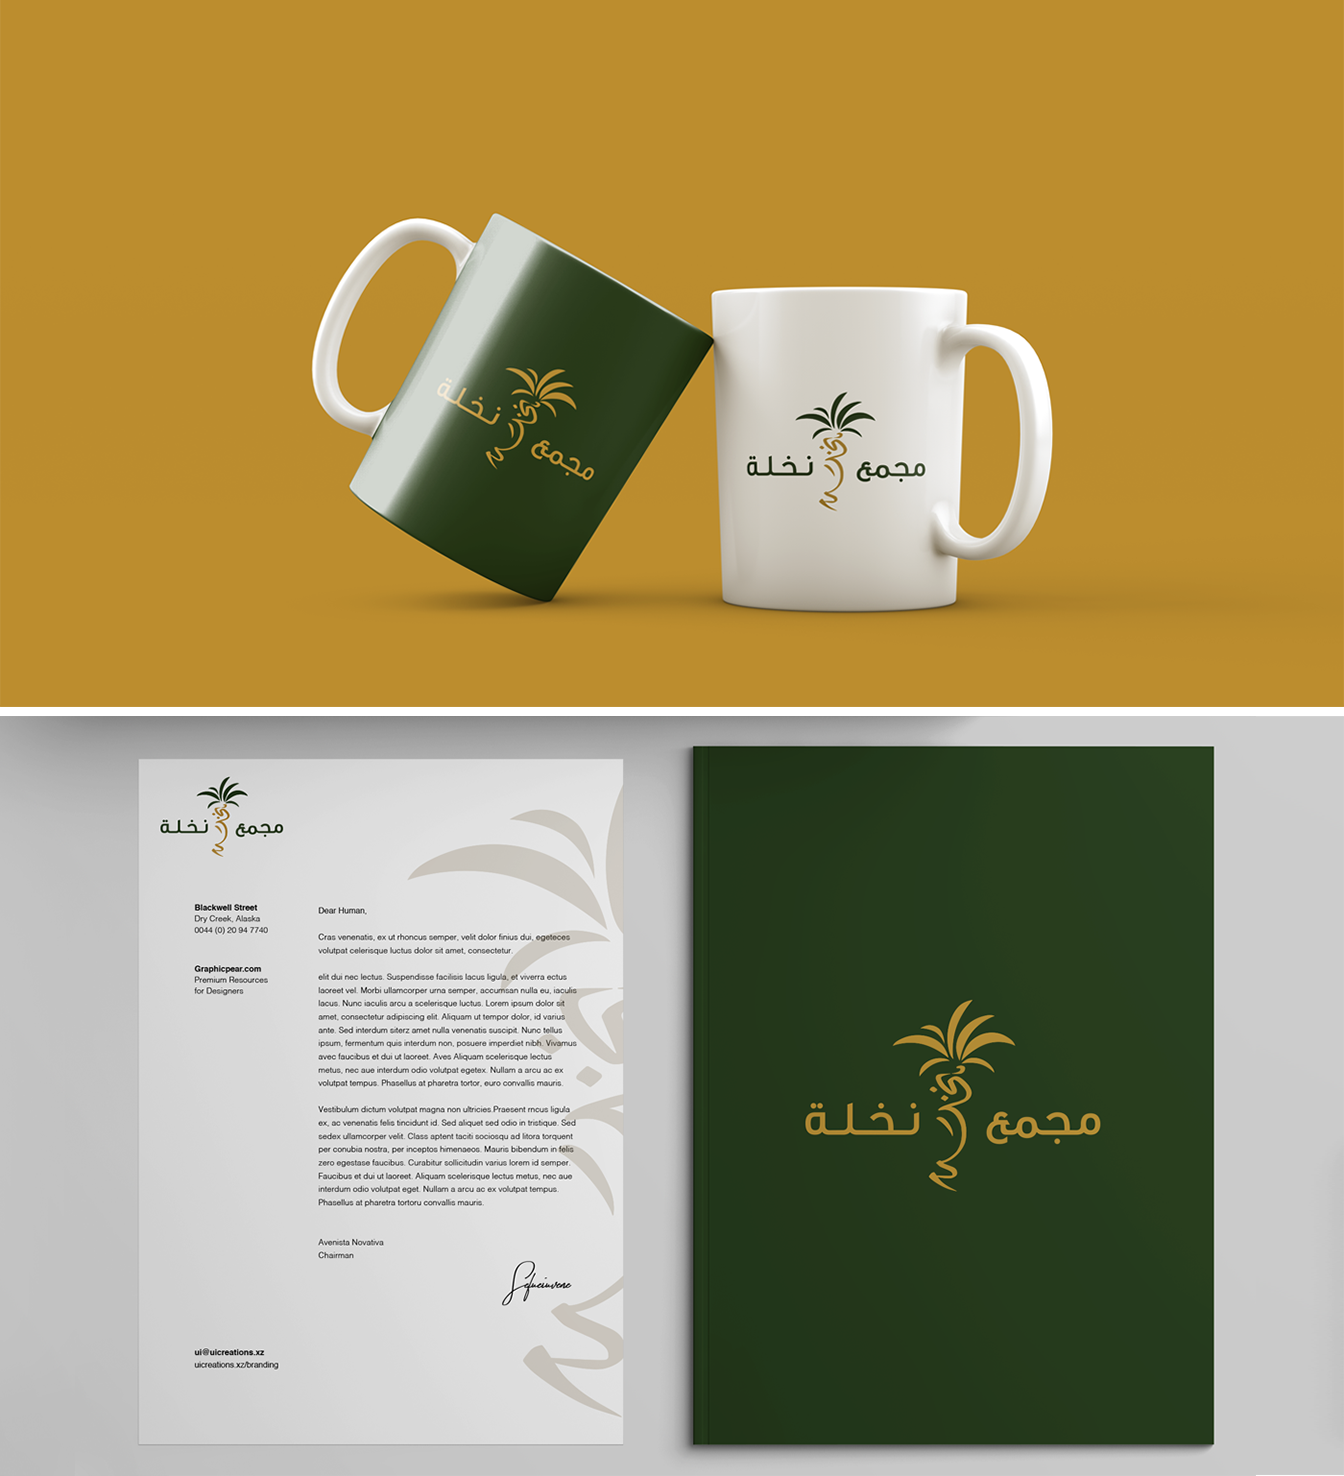 مجمع نخلة
مجمع نخلة
مجمع نخلة
Blackwell Street
Dry Creek, Alaska
0044 (0) 20 94 7740
Graphicpear.com
Premium Resources
for Designers
Dear Human,
Cras venenatis, ex ut rhoncus semper, velit dolor finius dui, egeteces
volutpat celerisque luctus dolor sit amet, consectetur.
elit dui nec lectus. Suspendisse facilisis lacus ligula, et viverra ectus
laoreet vel. Morbi ullamcorper urna semper, accumsan nulla eu, iaculis
lacus. Nunc iaculis arcu a scelerisque luctus. Lorem ipsum dolor sit
amet, consectetur adipiscing elit. Aliquam ut tempor dolor, id varius
ante. Sed interdum siterz amet nulla venenatis suscipit. Nunc tellus
ipsum, fermentum quis interdum non, posuere imperdiet nibh. Vivamus
avec faucibus et dui ut laoreet. Aves Aliquam scelerisque lectus
metus, nec aue interdum odio volutpat egetex. Nullam a arcu ac ex
volutpat tempus. Phasellus at pharetra tortor, euro convallis mauris.
Vestibulum dictum volutpat magna non ultricies.Praesent rncus ligula
ex, ac venenatis felis tincidunt id. Sed aliquet sed odio in tristique. Sed
sedex ullamcorper velit. Class aptent taciti sociosqu ad litora torquent
per conubia nostra, per inceptos himenaeos. Mauris bibendum in felis
zero egestase faucibus. Curabitur sollicitudin varius lorem id semper.
Faucibus et dui ut laoreet. Aliquam scelerisque lectus metus, nec aue
interdum odio volutpat eget. Nullam a arcu ac ex volutpat tempus.
Phasellus at pharetra tortoru convallis mauris.
Avenista Novativa
Chairman
ui@uicreations.xz
uicreations.xz/branding
مجمع نخلة